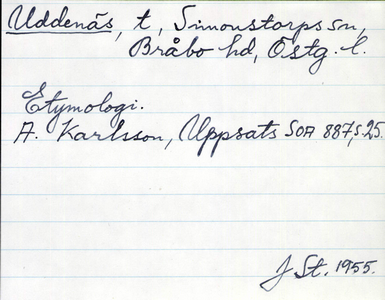 Uddenäs, t, Simonstorps sn,
Bråbo hd, Östg. l.
Etymologi.
A. Karlsson, Uppsats SOA 887, s. 25.
J St. 1955.